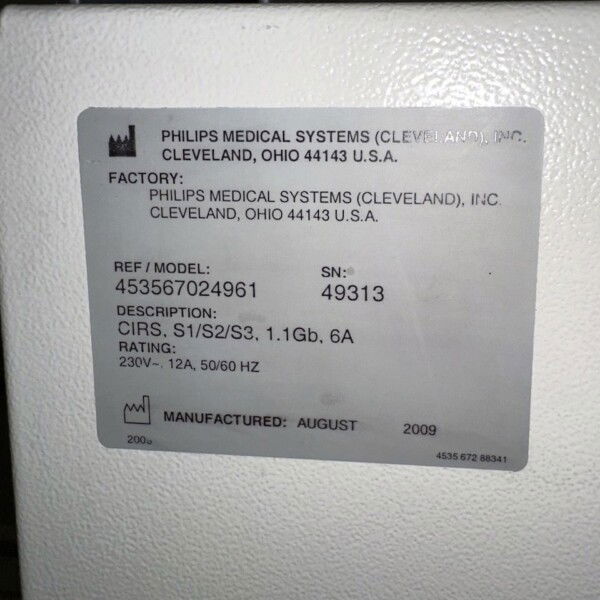 PHILIPS MEDICAL SYSTEMS (CLEVELAND), INC.
CLEVELAND, OHIO 44143 U.S.A.
FACTORY:
PHILIPS MEDICAL SYSTEMS (CLEVELAND), INC.
CLEVELAND, OHIO 44143 U.S.A.
REF / MODEL: SN:
453567024961 49313
DESCRIPTION:
CIRS, S1/S2/S3, 1.1Gb, 6A
RATING:
230V~, 12A, 50/60 HZ
MANUFACTURED: AUGUST 2009
4535 672 88341